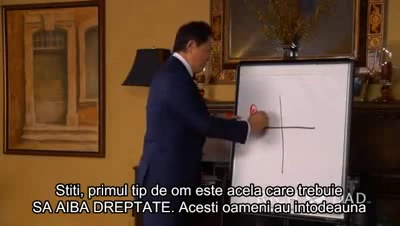 Stiti, primul tip de om este acela care trebuie
SA AIBA DREPTATE. Acesti oameni au intodeauna